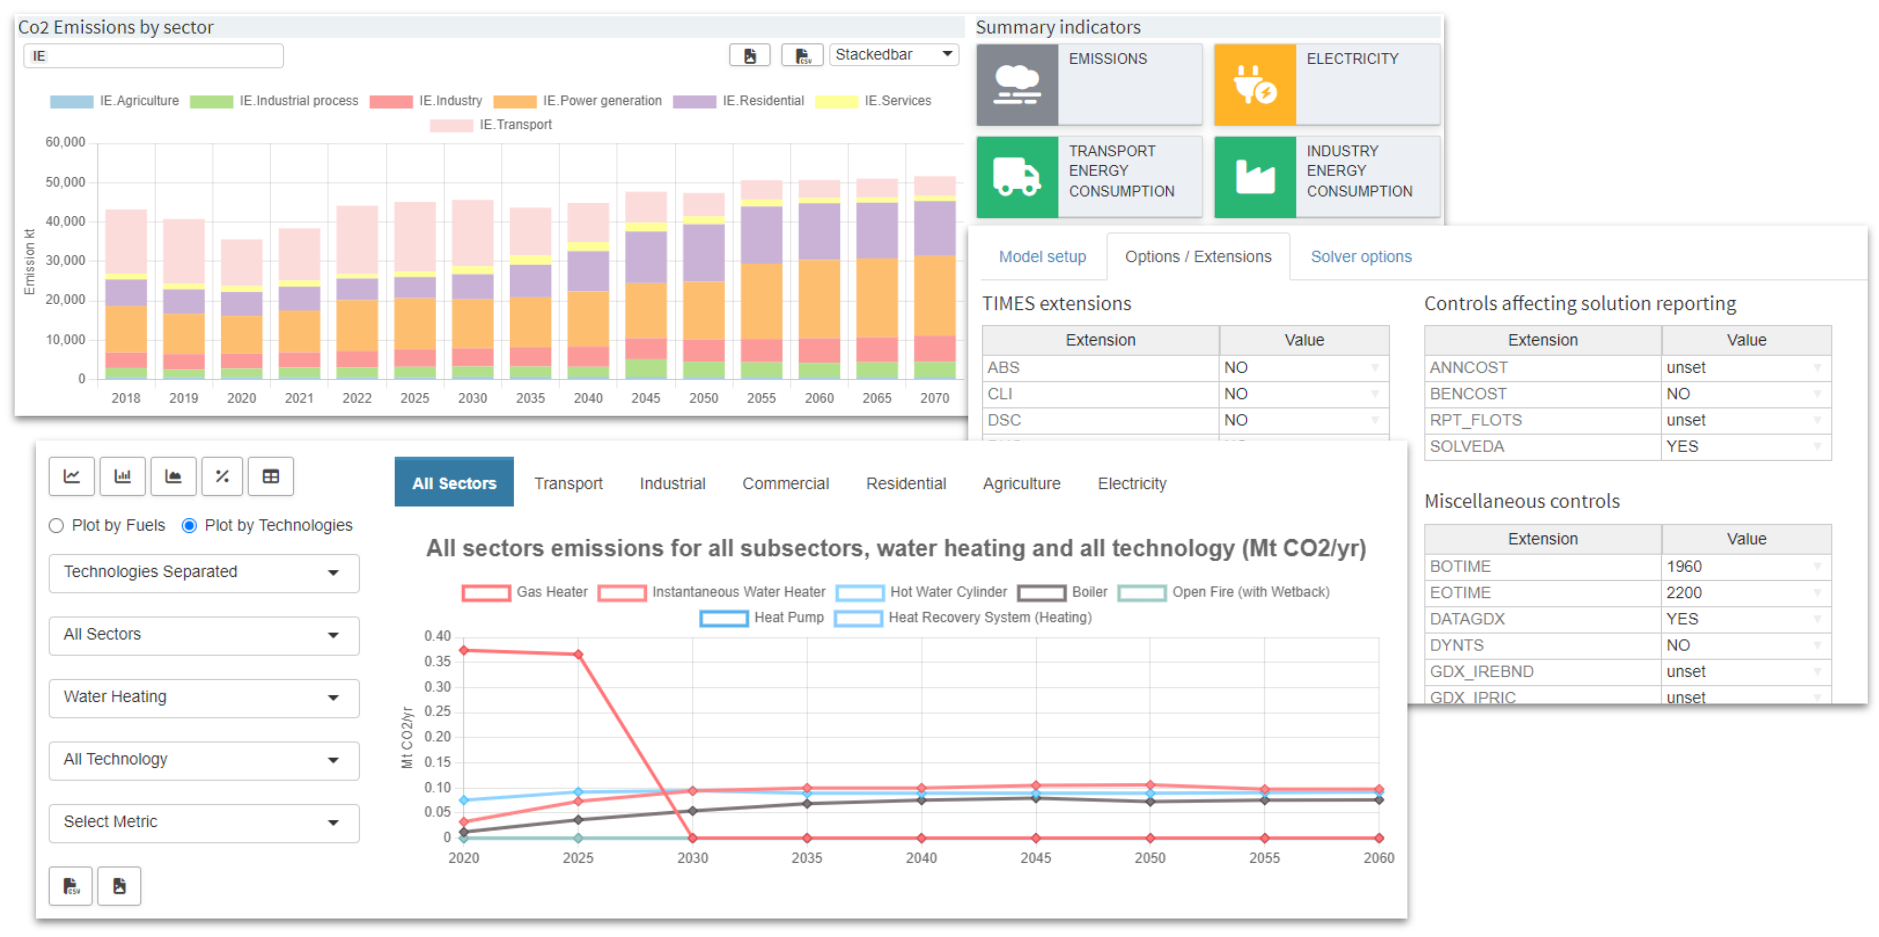 Co2 Emissions by sector
IE
CSV
Stackedbar
IE.Agriculture IE.Industrial process IE.Industry IE.Power generation IE.Residential IE.Services
IE.Transport
Emission kt
60,000
50,000
40,000
30,000
20,000
10,000
0
2018 2019 2020 2021 2022 2025 2030 2035 2040 2045 2050 2055 2060 2065 2070
Summary indicators
EMISSIONS
ELECTRICITY
TRANSPORT
ENERGY
CONSUMPTION
INDUSTRY
ENERGY
CONSUMPTION
Model setup Options / Extensions Solver options
TIMES extensions
Extension Value
ABS NO
CLI NO
DSC NO
Controls affecting solution reporting
Extension Value
ANNCOST unset
BENCOST NO
RPT_FLOTS unset
SOLVEDA YES
Miscellaneous controls
Extension Value
BOTIME 1960
EOTIME 2200
DATAGDX YES
DYNTS NO
GDX_IREBND unset
GDX_IPRIC unset
Plot by Fuels Plot by Technologies
Technologies Separated
All Sectors
Water Heating
All Technology
Select Metric
CSV
All Sectors Transport Industrial Commercial Residential Agriculture Electricity
All sectors emissions for all subsectors, water heating and all technology (Mt CO2/yr)
Gas Heater Instantaneous Water Heater Hot Water Cylinder Boiler Open Fire (with Wetback)
Heat Pump Heat Recovery System (Heating)
Mt CO2/yr
0.40
0.35
0.30
0.25
0.20
0.15
0.10
0.05
0
2020 2025 2030 2035 2040 2045 2050 2055 2060